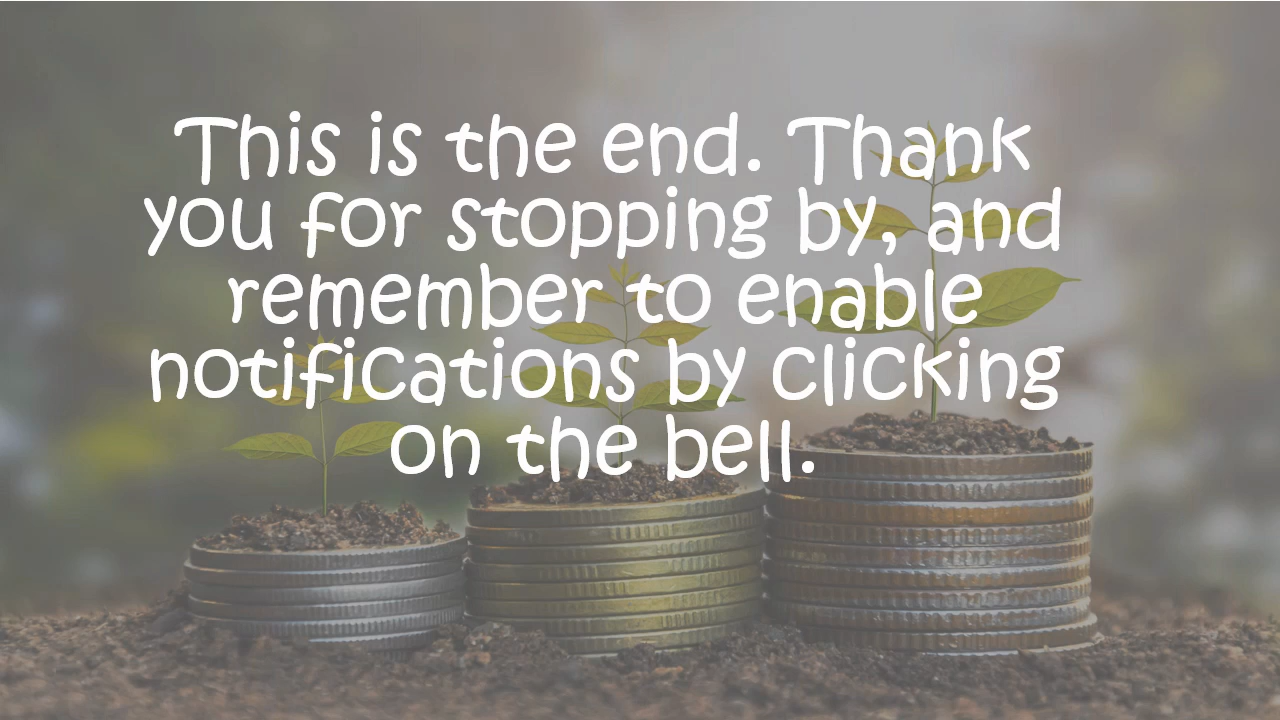 This is the end. Thank
you for stopping by, and
remember to enable
notifications by clicking
on the bell.